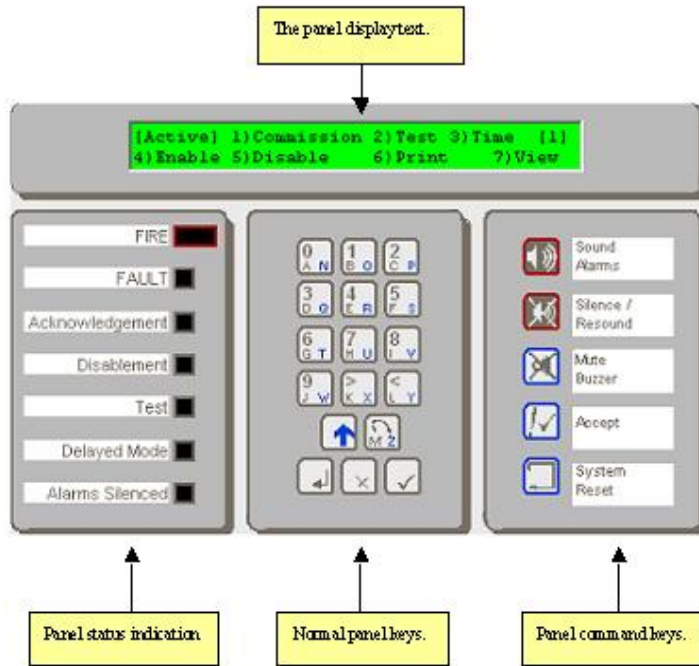 The panel display text.
[Active] 1)Commission 2)Test 3)Time [1]
4)Enable 5)Disable 6)Print 7)View
FIRE
FAULT
Acknowledgement
Disablement
Test
Delayed Mode
Alarms Silenced
0 1 2
A N B O C P
3 4 5
D Q E R F S
6 7 8
G T H U I V
9 > <
J W K X L Y
M Z
Sound
Alarms
Silence /
Resound
Mute
Buzzer
Accept
System
Reset
Panel status indication
Normal panel keys.
Panel command keys.